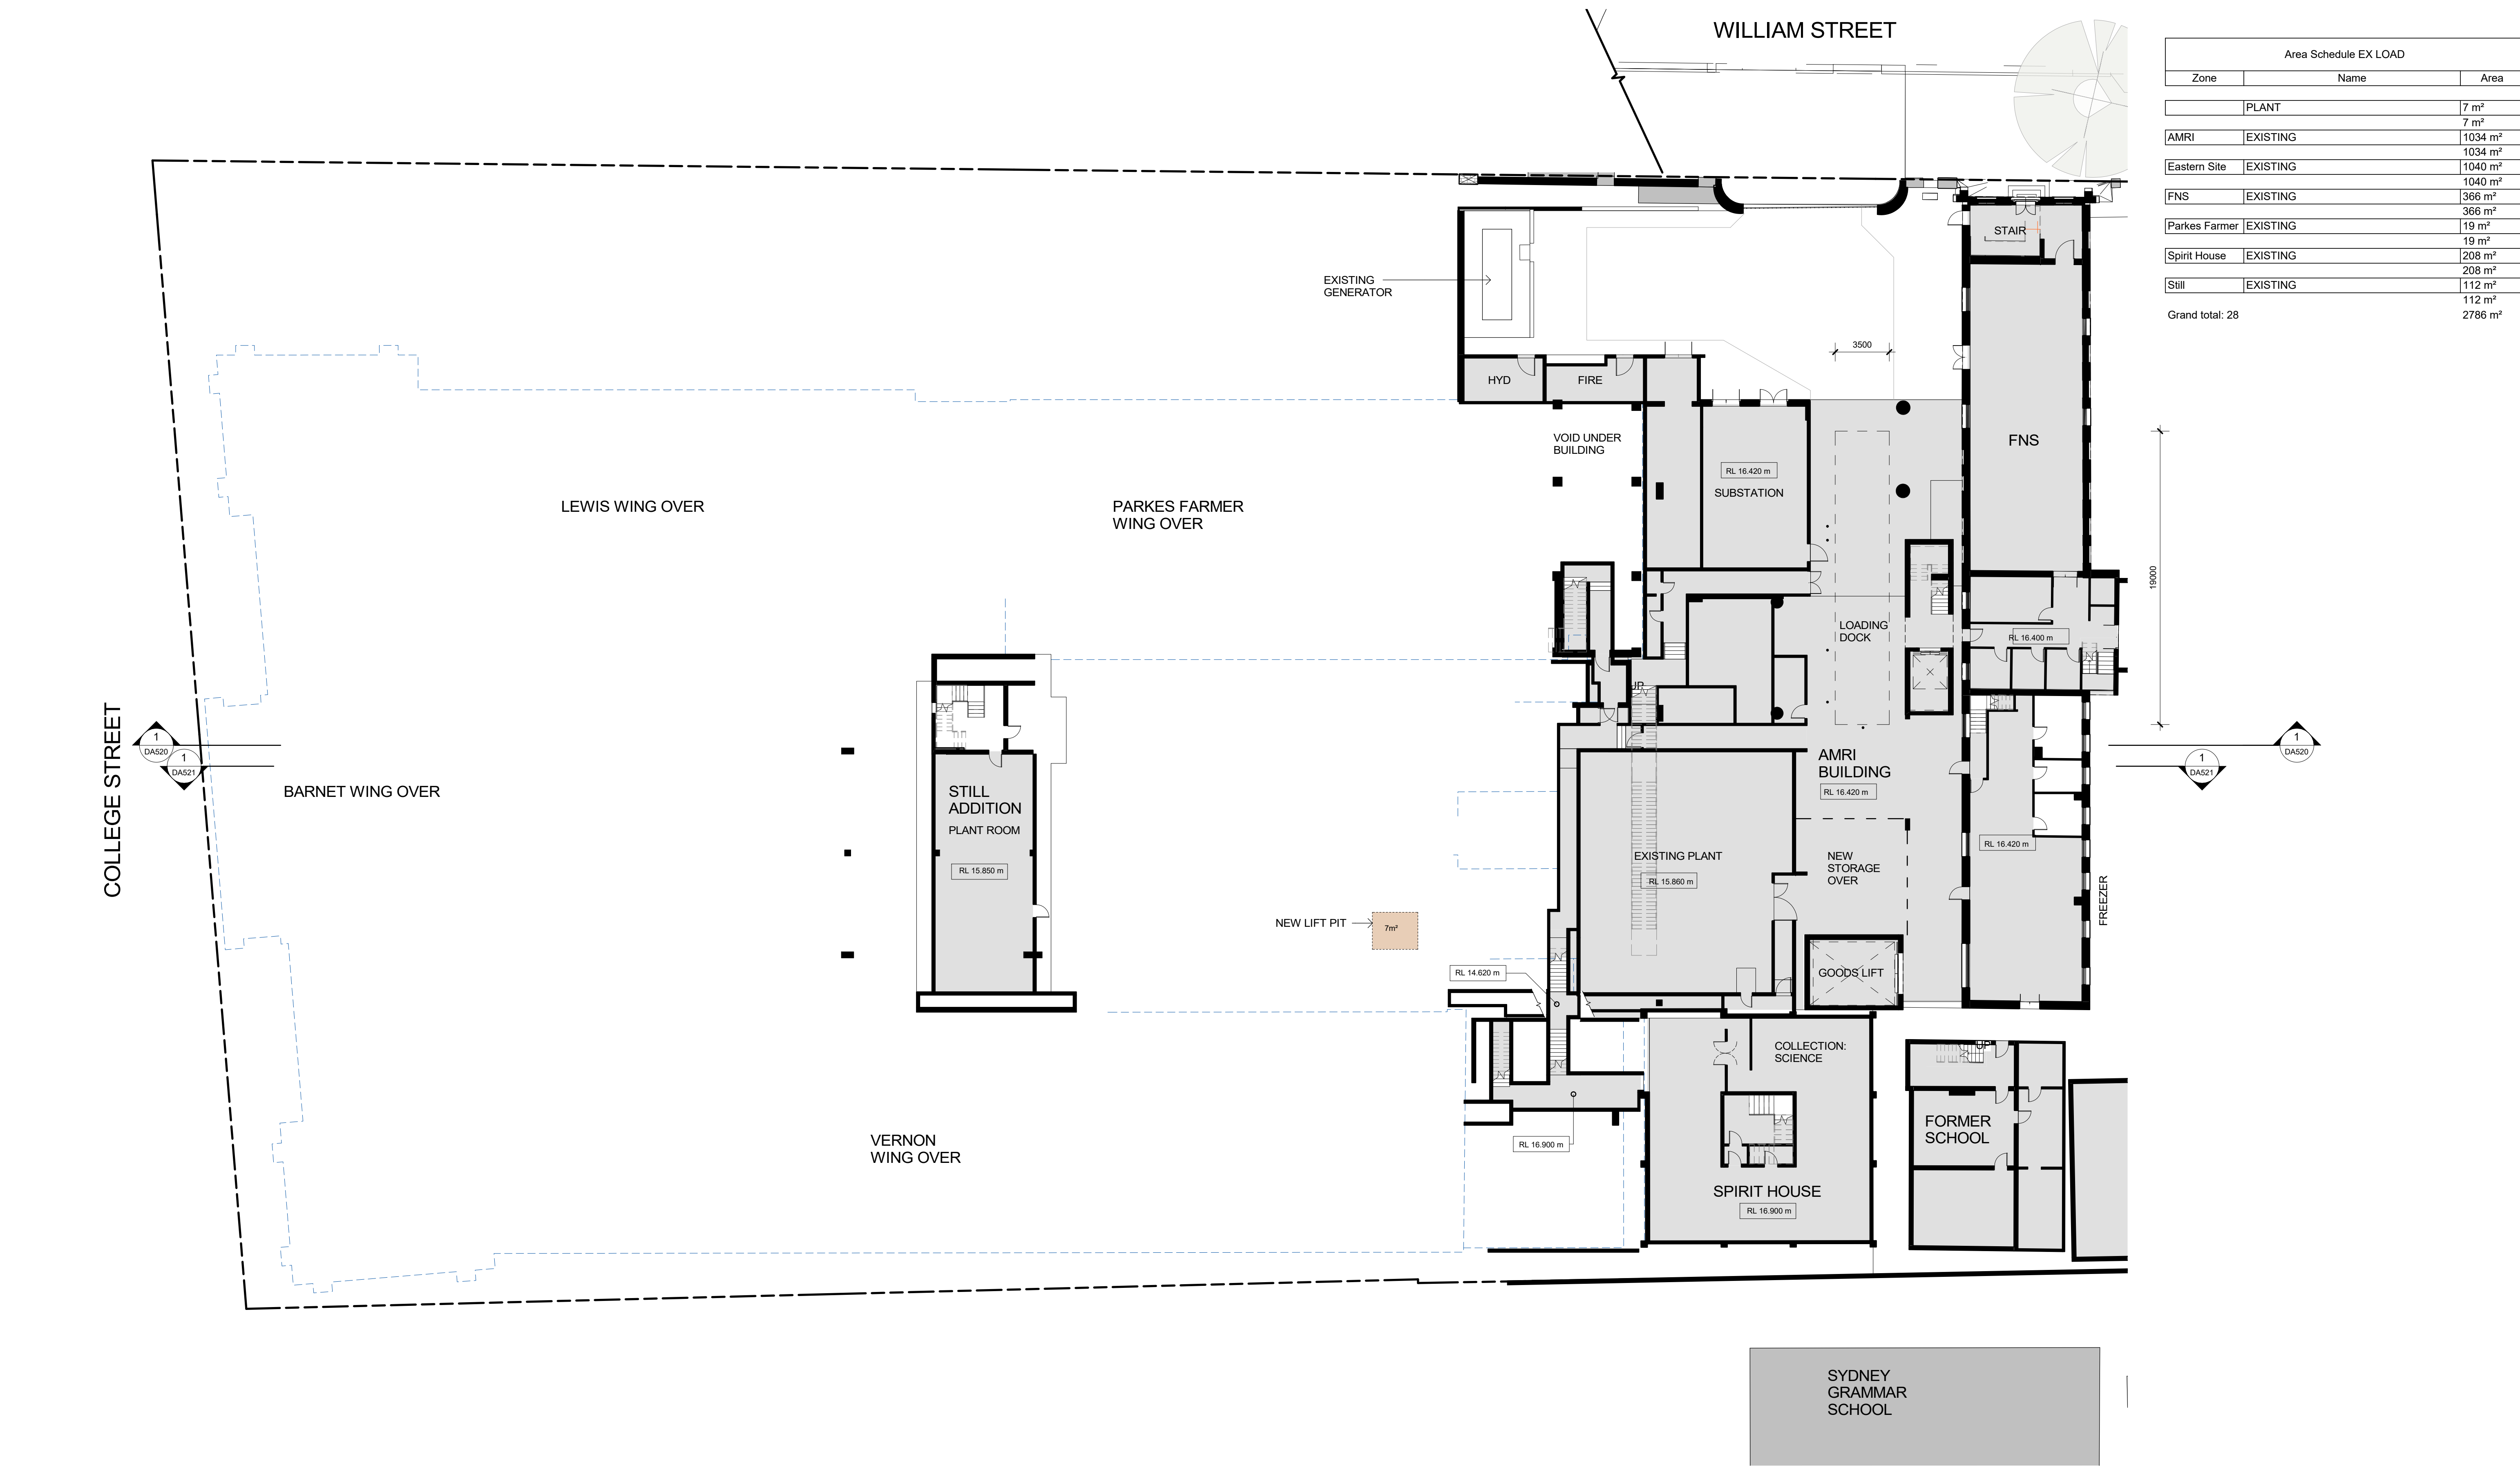 WILLIAM STREET
Area Schedule EX LOAD
Zone Name Area
PLANT 7 m²
7 m²
AMRI EXISTING 1034 m²
1034 m²
Eastern Site EXISTING 1040 m²
1040 m²
FNS EXISTING 366 m²
366 m²
Parkes Farmer EXISTING 19 m²
19 m²
Spirit House EXISTING 208 m²
208 m²
Still EXISTING 112 m²
112 m²
Grand total: 28 2786 m²
STAIR
EXISTING
GENERATOR
3500
HYD
FIRE
VOID UNDER
BUILDING
FNS
RL 16.420 m
SUBSTATION
LEWIS WING OVER
PARKES FARMER
WING OVER
19000
LOADING
DOCK
RL 16.400 m
UP
COLLEGE STREET
1
DA520
1
DA521
BARNET WING OVER
STILL
ADDITION
PLANT ROOM
RL 15.850 m
AMRI
BUILDING
RL 16.420 m
1
DA520
1
DA521
EXISTING PLANT
RL 15.860 m
NEW
STORAGE
OVER
RL 16.420 m
FREEZER
NEW LIFT PIT
7m²
RL 14.620 m
GOODS LIFT
COLLECTION:
SCIENCE
UP
FORMER
SCHOOL
VERNON
WING OVER
RL 16.900 m
SPIRIT HOUSE
RL 16.900 m
SYDNEY
GRAMMAR
SCHOOL